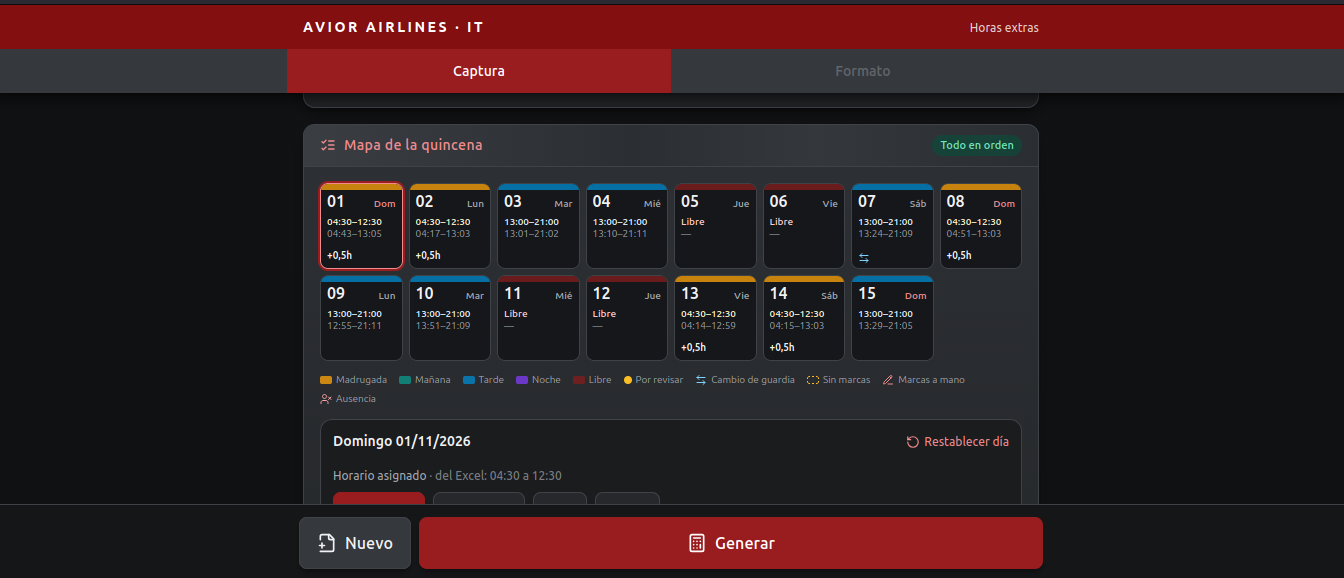 AVIOR AIRLINES · IT
Horas extras
Captura
Formato
Mapa de la quincena
Todo en orden
01 Dom
04:30–12:30
04:43–13:05
+0,5h
02 Lun
04:30–12:30
04:17–13:03
+0,5h
03 Mar
13:00–21:00
13:01–21:02
04 Mié
13:00–21:00
13:10–21:11
05 Jue
Libre
—
06 Vie
Libre
—
07 Sáb
13:00–21:00
13:24–21:09
08 Dom
04:30–12:30
04:51–13:03
+0,5h
09 Lun
13:00–21:00
12:55–21:11
10 Mar
13:00–21:00
13:51–21:09
11 Mié
Libre
—
12 Jue
Libre
—
13 Vie
04:30–12:30
04:14–12:59
+0,5h
14 Sáb
04:30–12:30
04:15–13:03
+0,5h
15 Dom
13:00–21:00
13:29–21:05
Madrugada Mañana Tarde Noche Libre Por revisar Cambio de guardia Sin marcas Marcas a mano
Ausencia
Domingo 01/11/2026
Restablecer día
Horario asignado · del Excel: 04:30 a 12:30
Nuevo
Generar